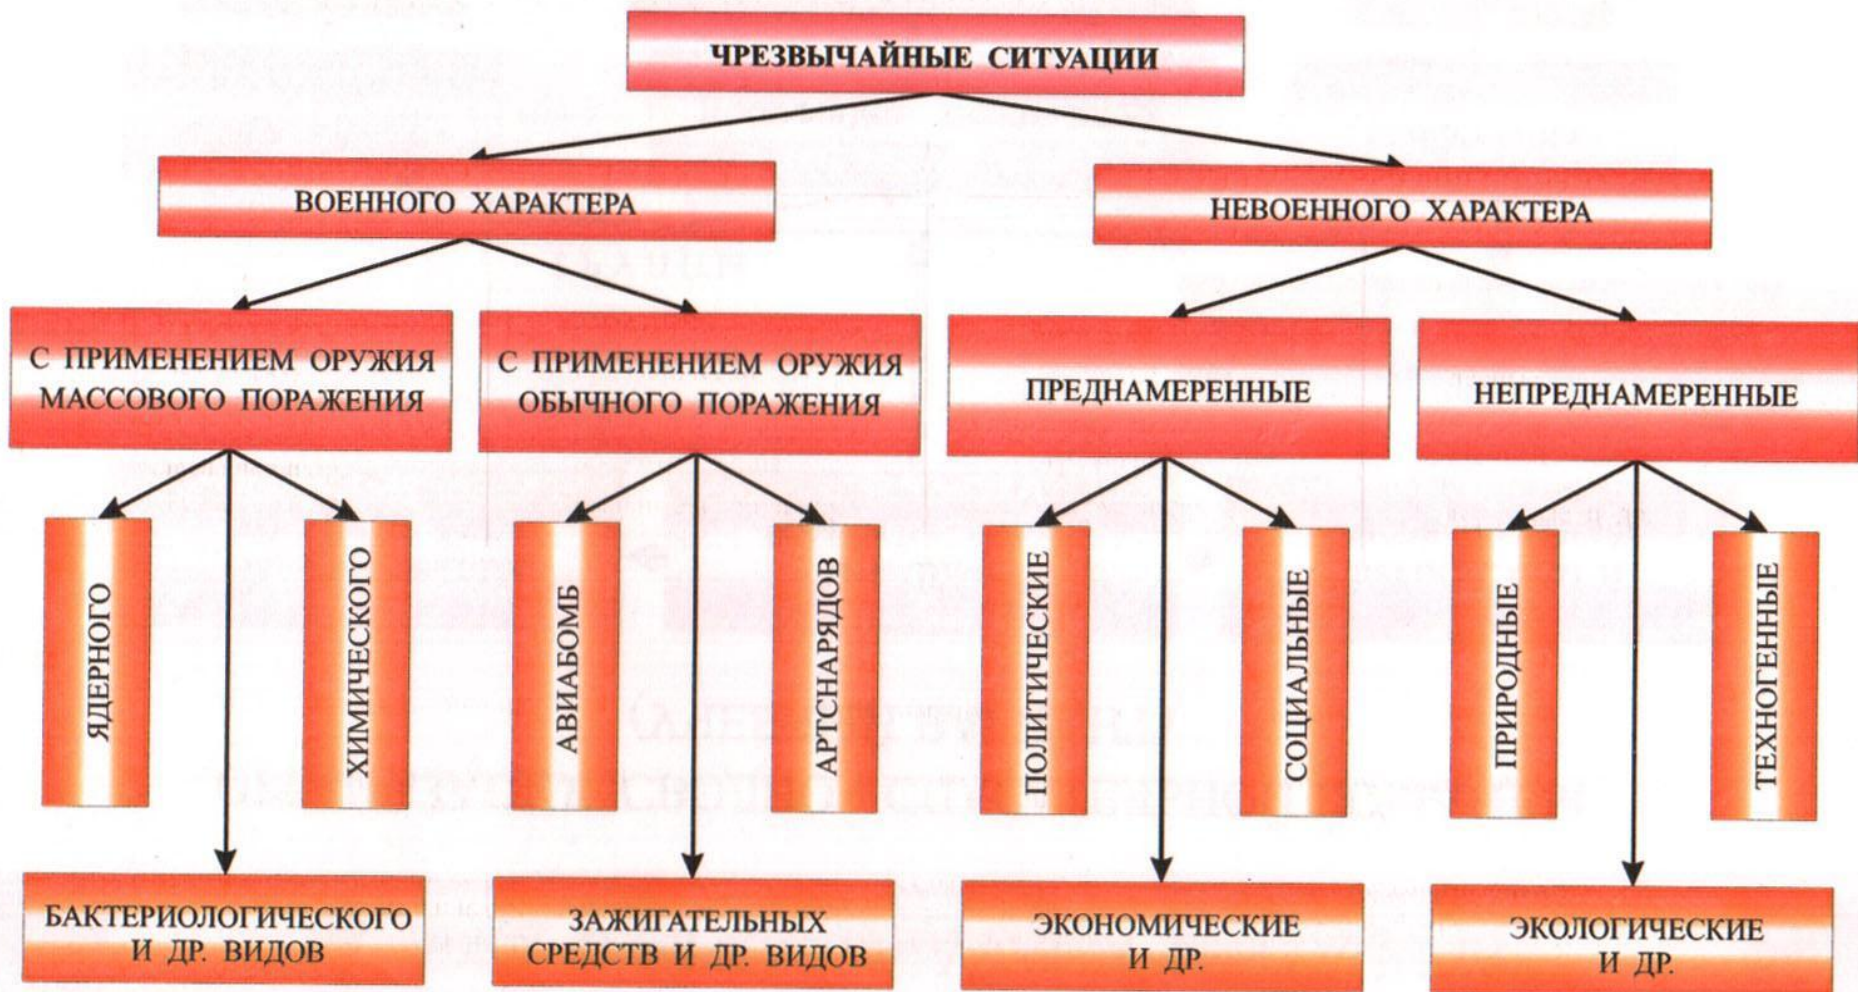 ЧРЕЗВЫЧАЙНЫЕ СИТУАЦИИ
ВОЕННОГО ХАРАКТЕРА
НЕВОЕННОГО ХАРАКТЕРА
С ПРИМЕНЕНИЕМ ОРУЖИЯ
МАССОВОГО ПОРАЖЕНИЯ
С ПРИМЕНЕНИЕМ ОРУЖИЯ
ОБЫЧНОГО ПОРАЖЕНИЯ
ПРЕДНАМЕРЕННЫЕ
НЕПРЕДНАМЕРЕННЫЕ
ЯДЕРНОГО
ХИМИЧЕСКОГО
АВИАБОМБ
АРТСНАРЯДОВ
ПОЛИТИЧЕСКИЕ
СОЦИАЛЬНЫЕ
ПРИРОДНЫЕ
ТЕХНОГЕННЫЕ
БАКТЕРИОЛОГИЧЕСКОГО
И ДР. ВИДОВ
ЗАЖИГАТЕЛЬНЫХ
СРЕДСТВ И ДР. ВИДОВ
ЭКОНОМИЧЕСКИЕ
И ДР.
ЭКОЛОГИЧЕСКИЕ
И ДР.